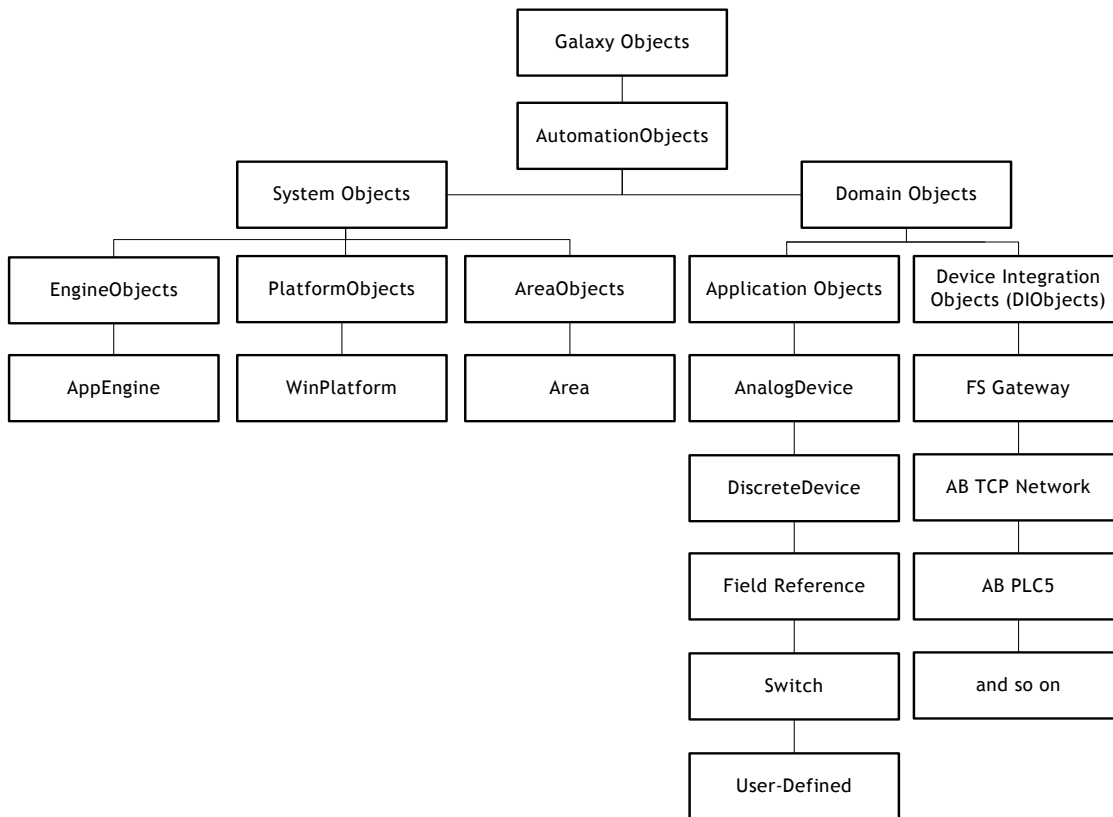 Galaxy Objects
AutomationObjects
System Objects
Domain Objects
EngineObjects
PlatformObjects
AreaObjects
Application Objects
Device Integration
Objects (DIObjects)
AppEngine
WinPlatform
Area
AnalogDevice
FS Gateway
DiscreteDevice
AB TCP Network
Field Reference
AB PLC5
Switch
and so on
User-Defined